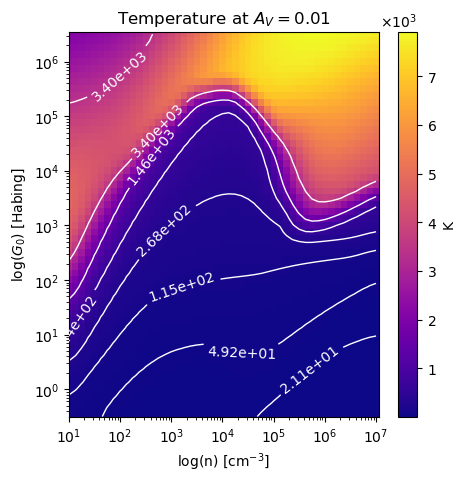 Temperature at $A_V = 0.01$
×10³
log(G₀) [Habing]
10⁶
10⁵
10⁴
10³
10²
10¹
10⁰
3.40e+03
3.40e+03
1.46e+03
2.68e+02
1.15e+02
4.92e+01
2.11e+01
7
6
5
4
3
2
1
K
10¹ 10² 10³ 10⁴ 10⁵ 10⁶ 10⁷
log(n) [cm⁻³]